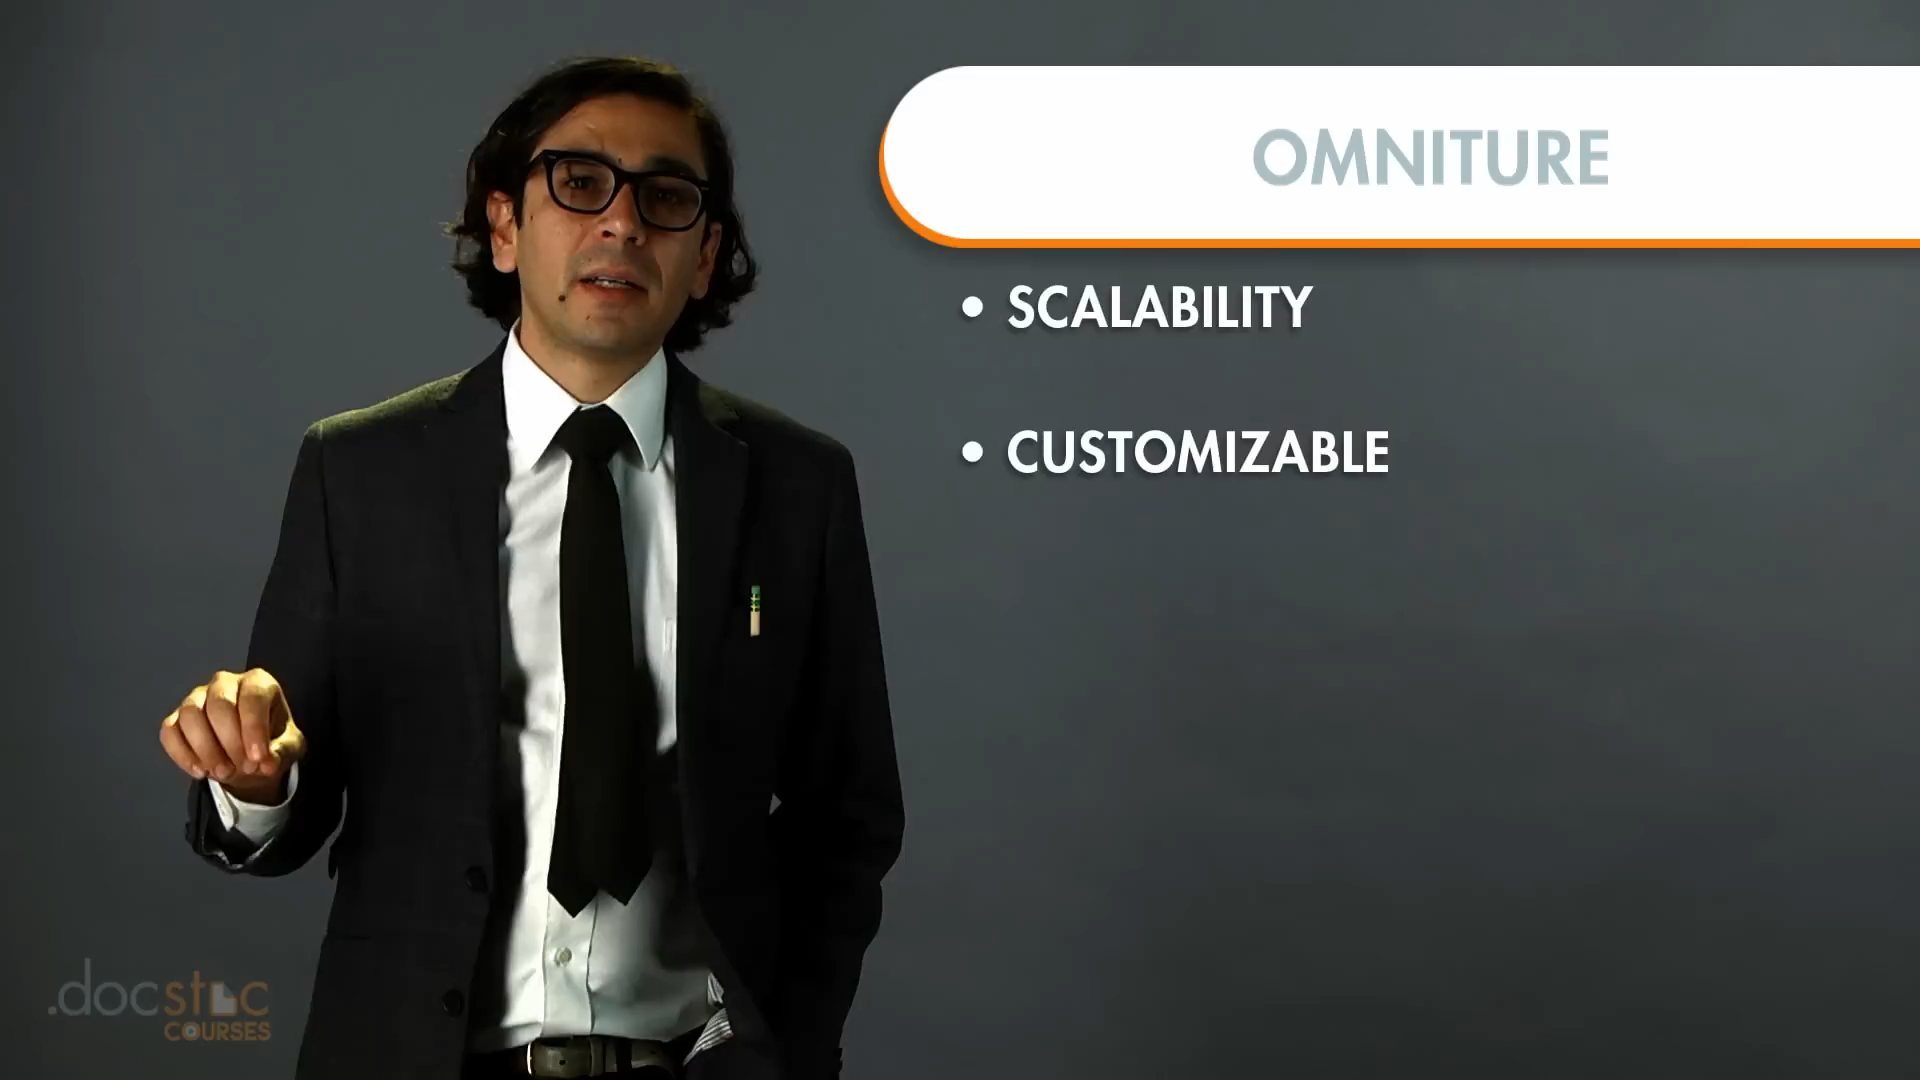 OMNITURE
• SCALABILITY
• CUSTOMIZABLE
.docstoc
COURSES